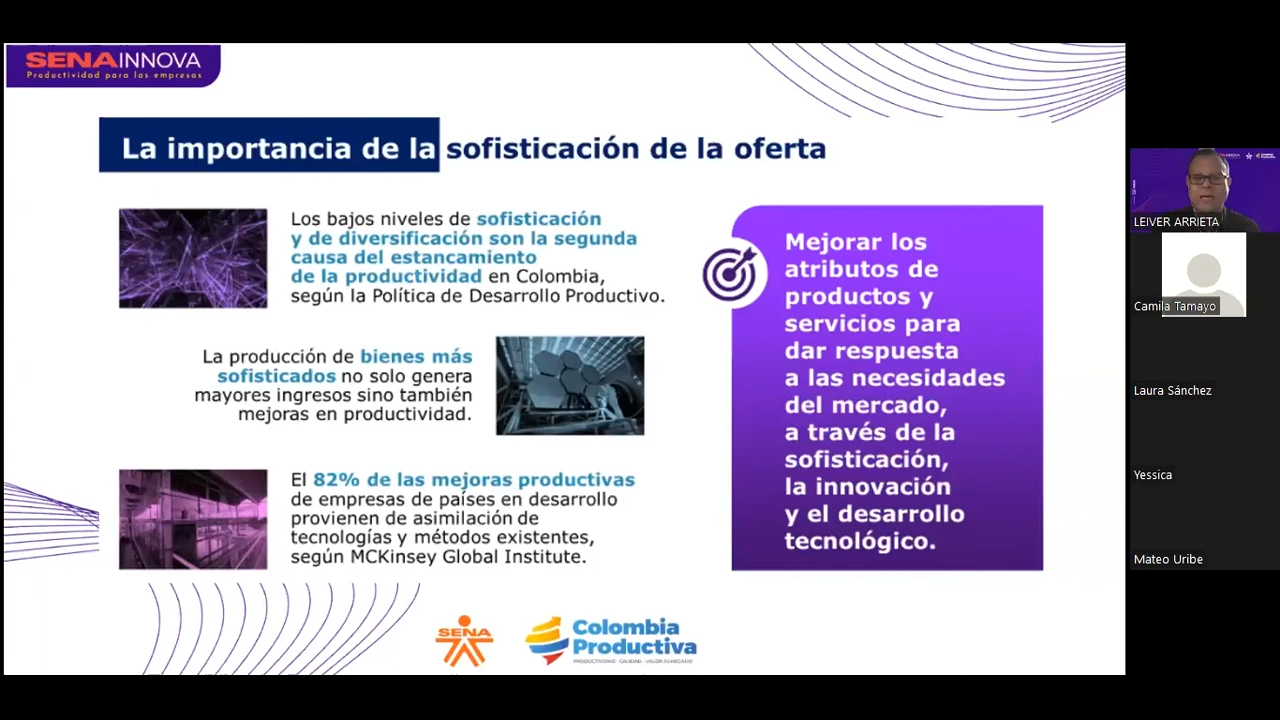 SENAINNOVA
Productividad para las empresas
La importancia de la sofisticación de la oferta
Los bajos niveles de sofisticación
y de diversificación son la segunda
causa del estancamiento
de la productividad en Colombia,
según la Política de Desarrollo Productivo.
La producción de bienes más
sofisticados no solo genera
mayores ingresos sino también
mejoras en productividad.
El 82% de las mejoras productivas
de empresas de países en desarrollo
provienen de asimilación de
tecnologías y métodos existentes,
según MCKinsey Global Institute.
Mejorar los
atributos de
productos y
servicios para
dar respuesta
a las necesidades
del mercado,
a través de la
sofisticación,
la innovación
y el desarrollo
tecnológico.
SENA
Colombia
Productiva
PRODUCTIVIDAD · CALIDAD · VALOR AGREGADO
LEIVER ARRIETA
Camila Tamayo
Laura Sánchez
Yessica
Mateo Uribe